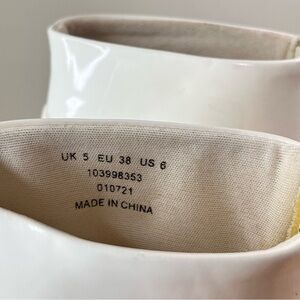 UK 5 EU 38 US 6
103998353
010721
MADE IN CHINA